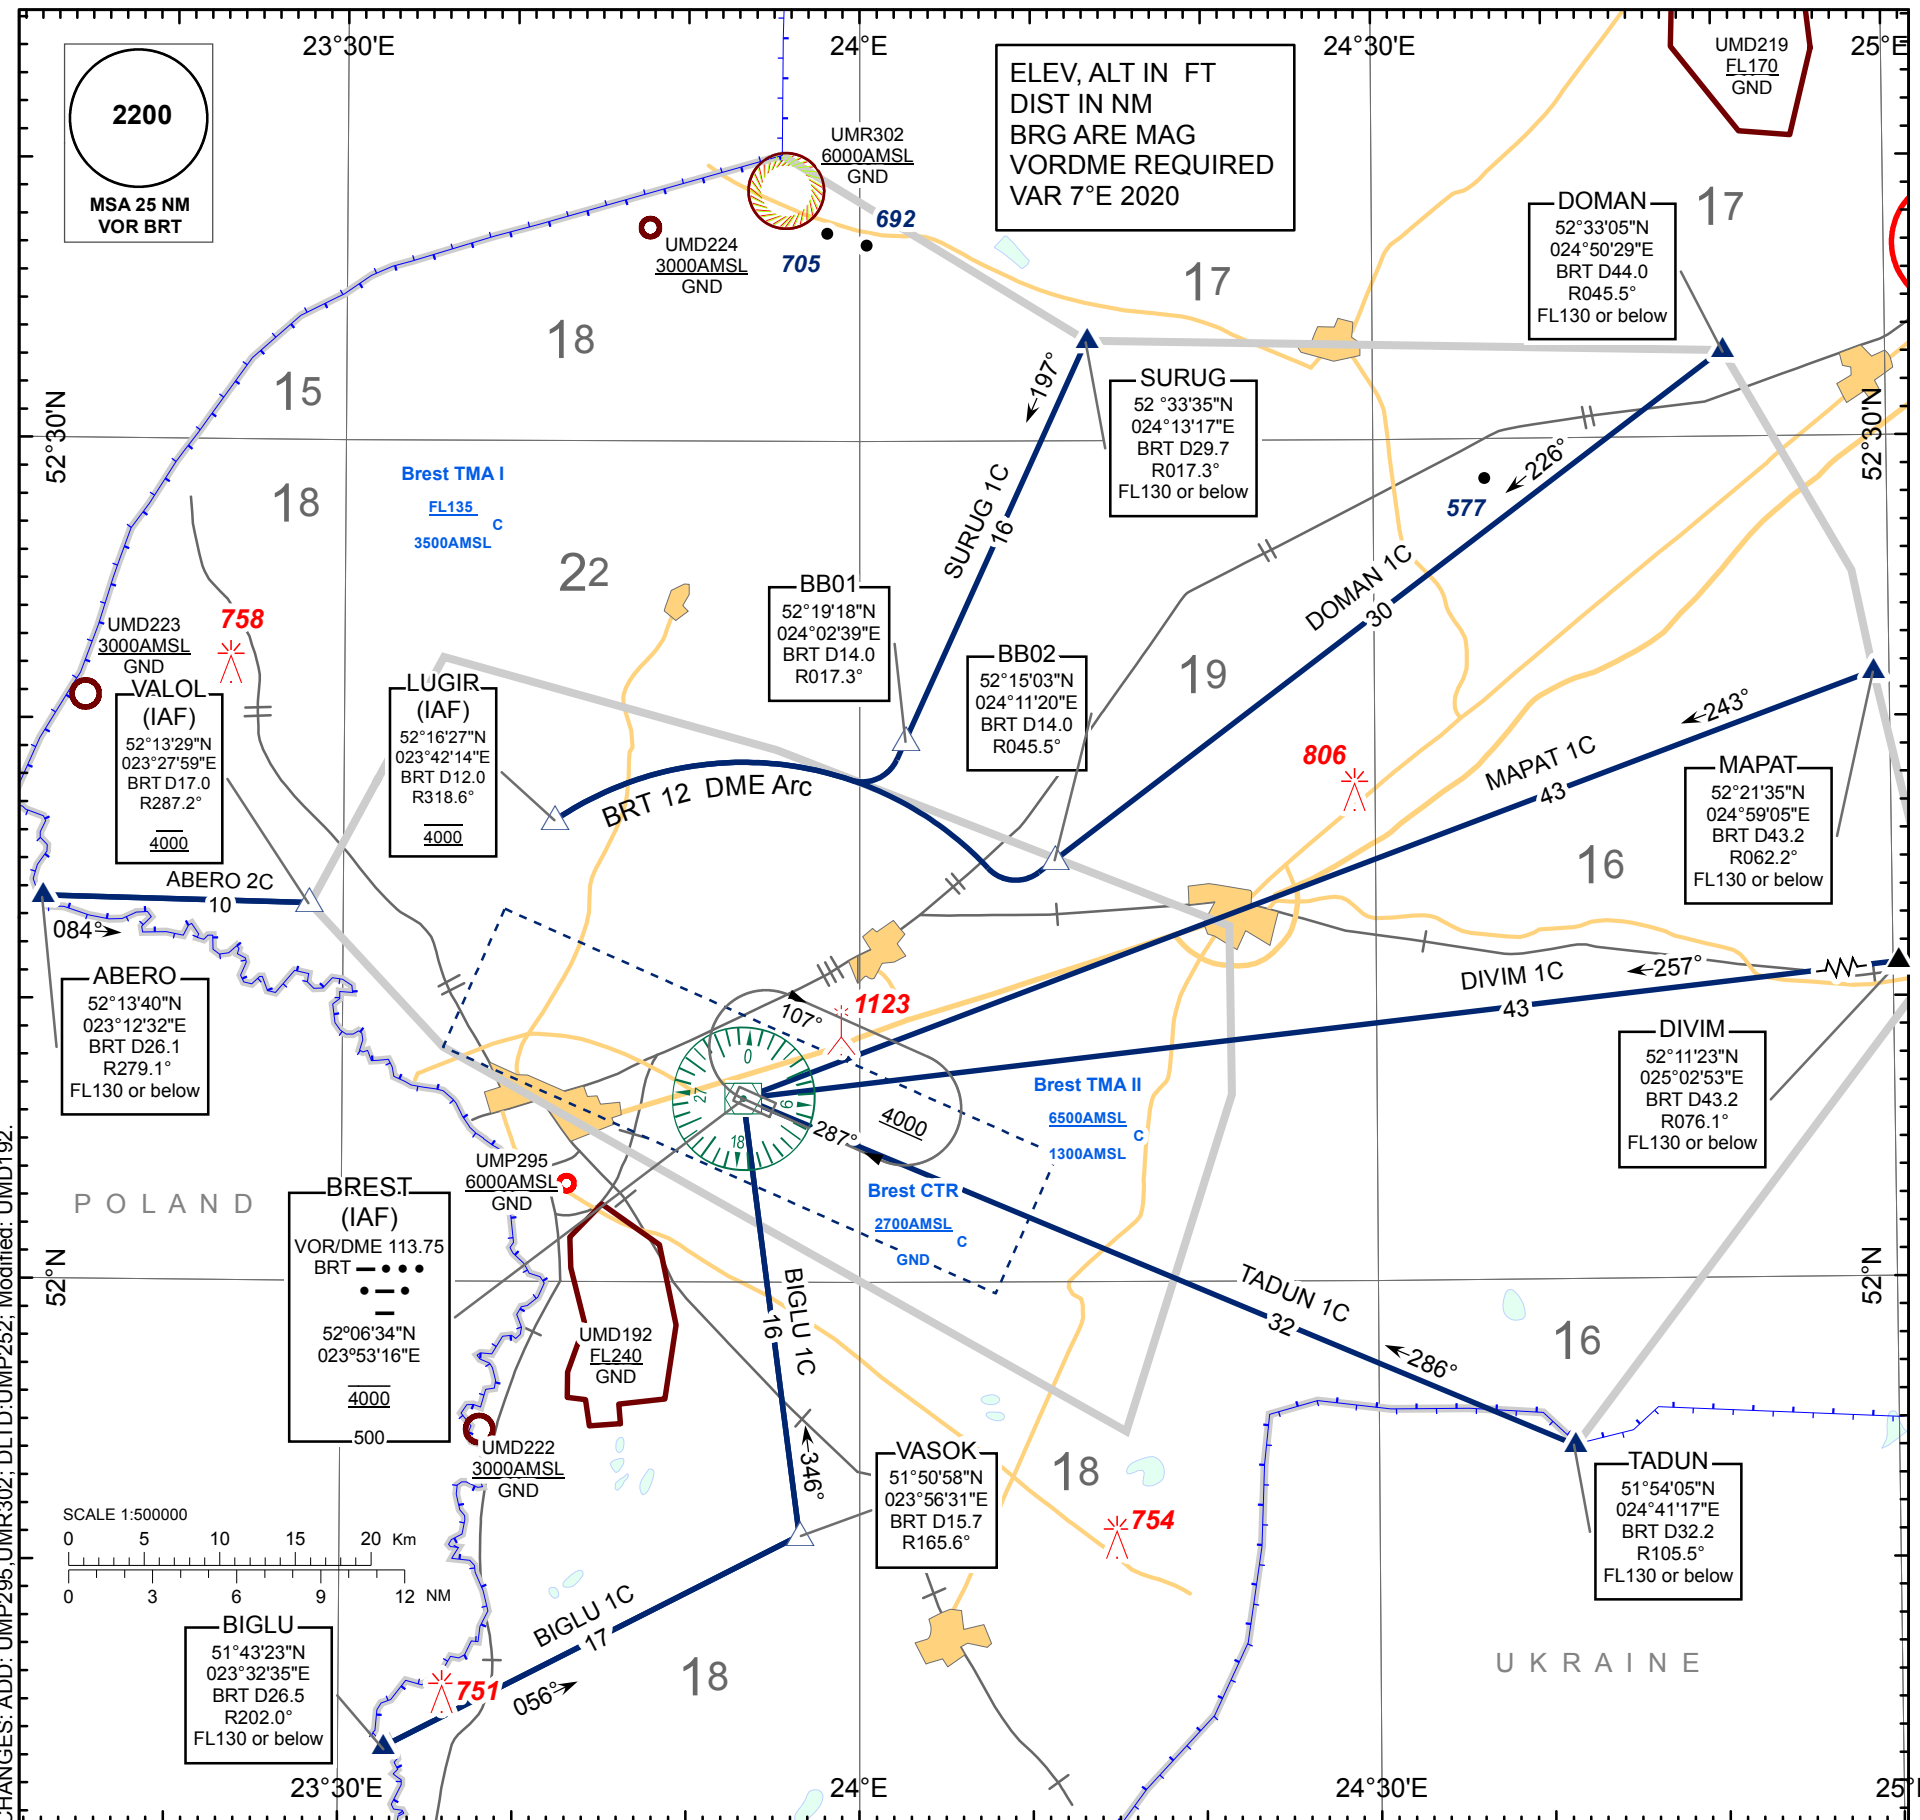 23°30'E
24°E
24°30'E
25°E
2200
MSA 25 NM
VOR BRT
ELEV, ALT IN FT
DIST IN NM
BRG ARE MAG
VORDME REQUIRED
VAR 7°E 2020
UMD219
FL170
GND
UMR302
6000AMSL
GND
692
705
UMD224
3000AMSL
GND
17
17
18
15
18
22
19
16
16
18
18
DOMAN
52°33'05"N
024°50'29"E
BRT D44.0
R045.5°
FL130 or below
SURUG
52 °33'35"N
024°13'17"E
BRT D29.7
R017.3°
FL130 or below
←197°
SURUG 1C
16
52°30'N
52°30'N
Brest TMA I
FL135
C
3500AMSL
577
←226°
DOMAN 1C
30
BB01
52°19'18"N
024°02'39"E
BRT D14.0
R017.3°
BB02
52°15'03"N
024°11'20"E
BRT D14.0
R045.5°
758
UMD223
3000AMSL
GND
VALOL
(IAF)
52°13'29"N
023°27'59"E
BRT D17.0
R287.2°
4000
LUGIR
(IAF)
52°16'27"N
023°42'14"E
BRT D12.0
R318.6°
4000
BRT 12 DME Arc
806
←243°
MAPAT 1C
43
MAPAT
52°21'35"N
024°59'05"E
BRT D43.2
R062.2°
FL130 or below
ABERO 2C
10
084°→
ABERO
52°13'40"N
023°12'32"E
BRT D26.1
R279.1°
FL130 or below
DIVIM 1C
←257°
43
DIVIM
52°11'23"N
025°02'53"E
BRT D43.2
R076.1°
FL130 or below
1123
107°
287°
4000
0
9
18
27
Brest TMA II
6500AMSL
C
1300AMSL
Brest CTR
2700AMSL
C
GND
UMP295
6000AMSL
GND
POLAND
BREST
(IAF)
VOR/DME 113.75
BRT
52º06'34"N
023º53'16"E
4000
500
52°N
52°N
UMD192
FL240
GND
BIGLU 1C
16
←346°
TADUN 1C
32
←286°
UMD222
3000AMSL
GND
VASOK
51°50'58"N
023°56'31"E
BRT D15.7
R165.6°
754
TADUN
51°54'05"N
024°41'17"E
BRT D32.2
R105.5°
FL130 or below
SCALE 1:500000
0 5 10 15 20 Km
0 3 6 9 12 NM
BIGLU
51°43'23"N
023°32'35"E
BRT D26.5
R202.0°
FL130 or below
751
BIGLU 1C
17
056°→
UKRAINE
23°30'E
24°E
24°30'E
CHANGES: ADD: UMP295,UMR302; DLTD:UMP252; Modified: UMD192.